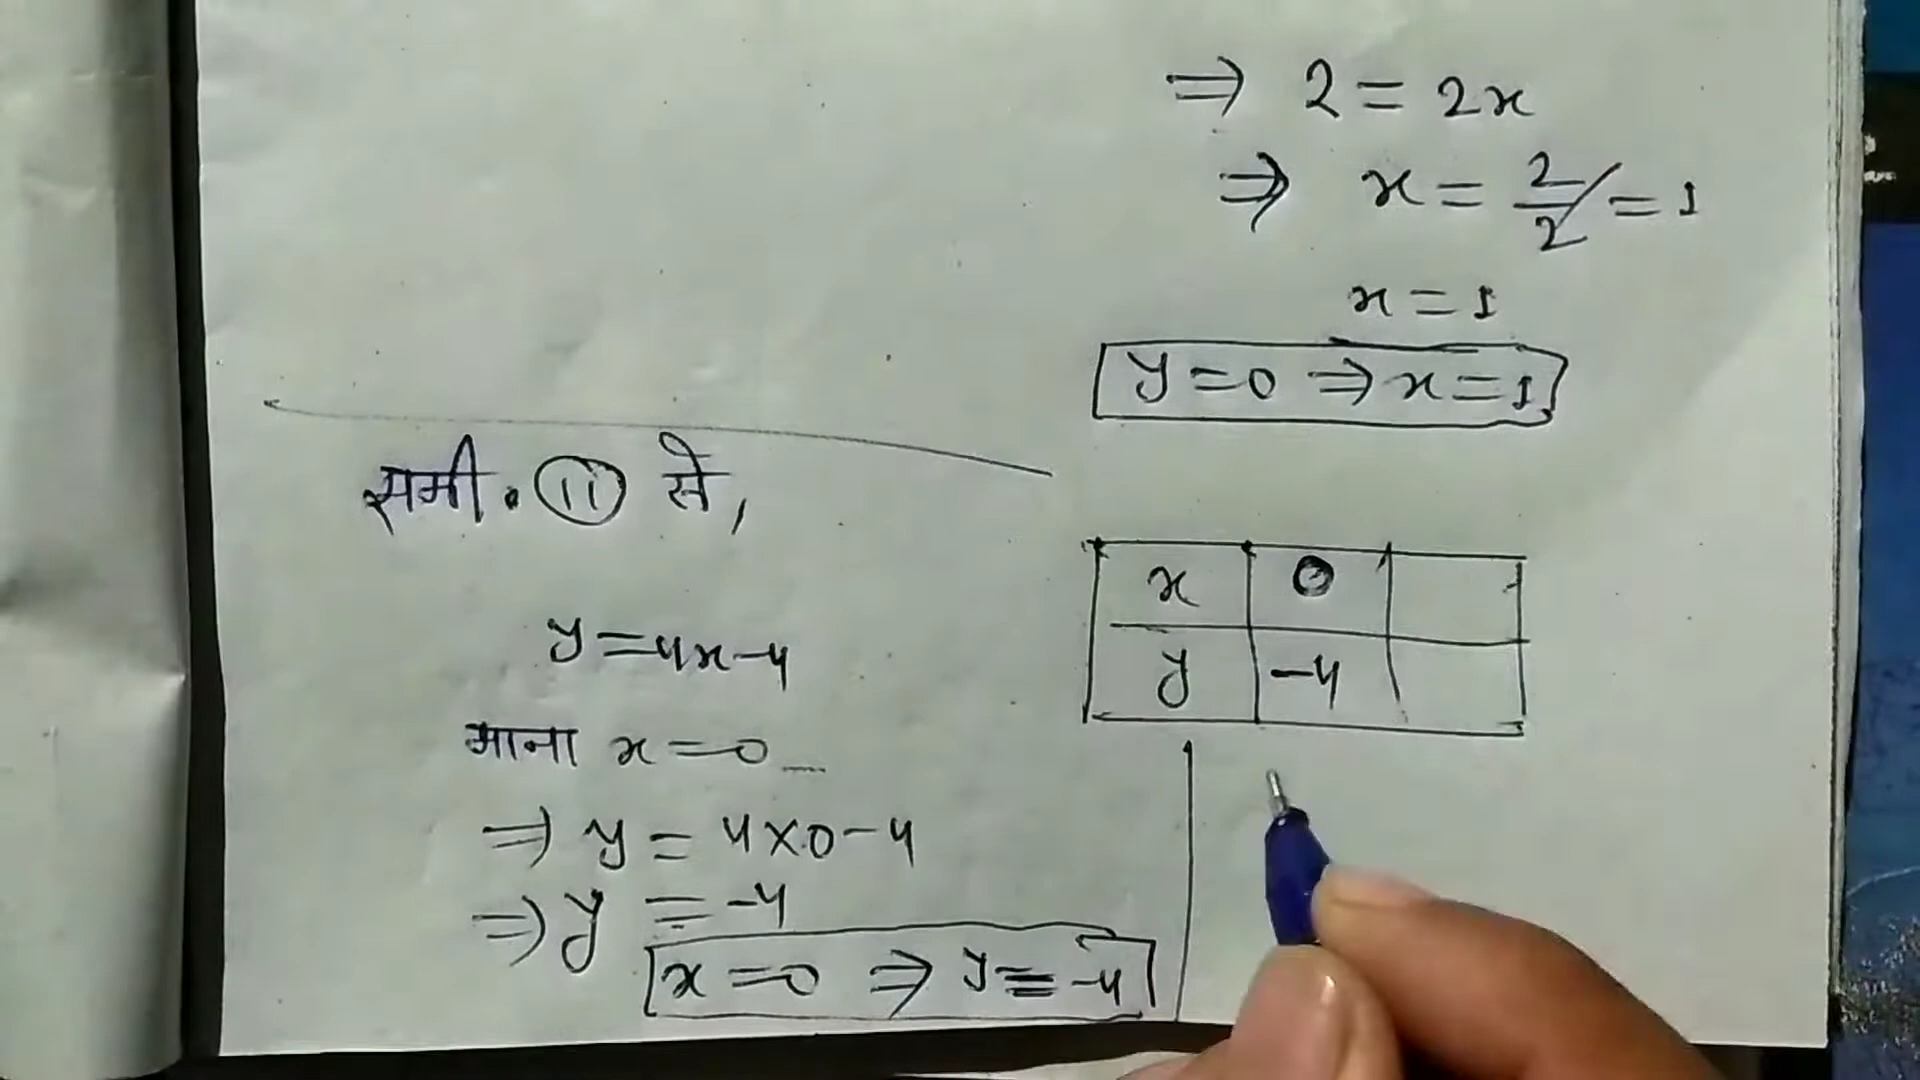 ⇒ 2 = 2x
⇒ x = 2/2 = 1
x = 1
y = 0 ⇒ x = 1
समी. (11) से,
x 0
y -4
y = 4x - 4
माना x = 0
⇒ y = 4 × 0 - 4
⇒ y = -4
x = 0 ⇒ y = -4